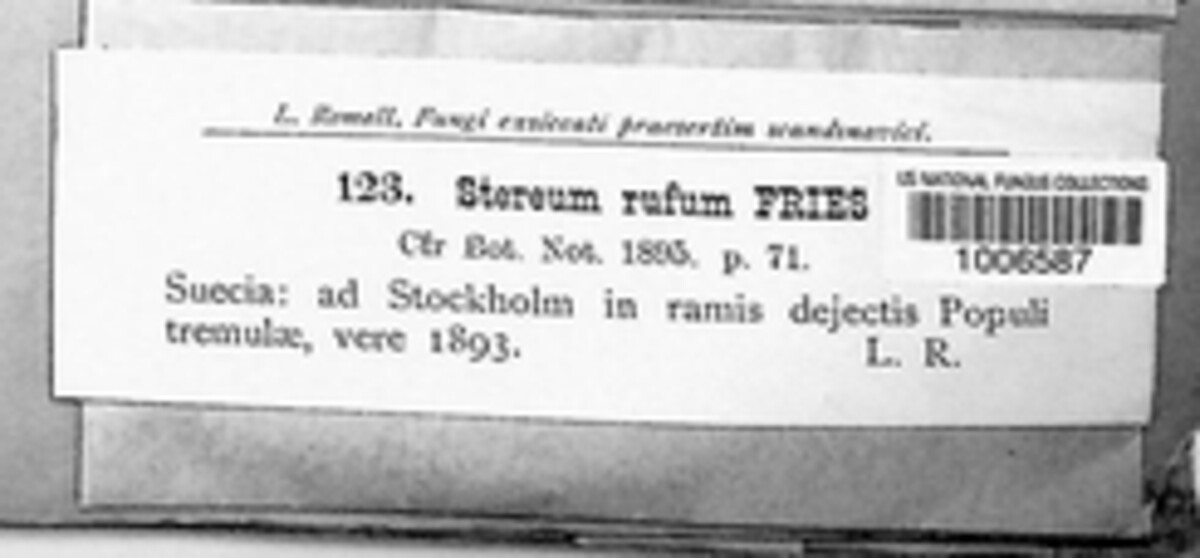 L. Romell. Fungi exsiccati praesertim scandinavici.
123. Stereum rufum FRIES
Cfr Bot. Not. 1895. p. 71.
Suecia: ad Stockholm in ramis dejectis Populi
tremulæ, vere 1893.
L. R.
US NATIONAL FUNGUS COLLECTIONS
1006587